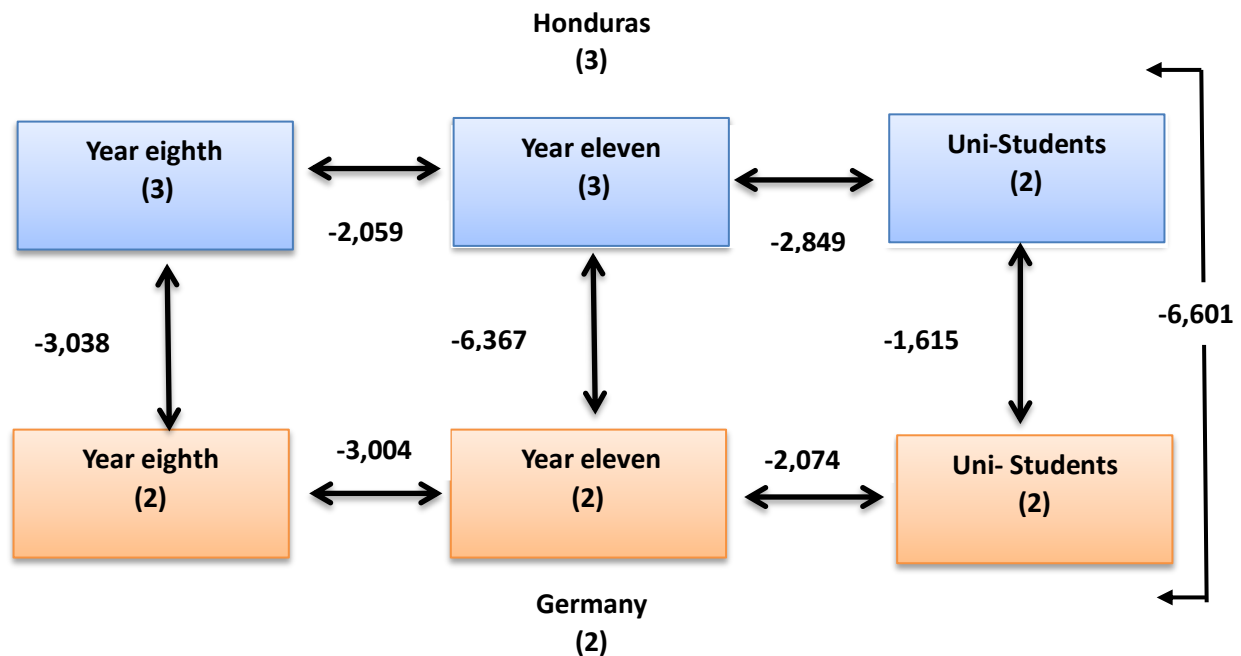 Honduras
(3)
Year eighth
(3)
Year eleven
(3)
Uni-Students
(2)
-2,059
-2,849
-3,038
-6,367
-1,615
-6,601
Year eighth
(2)
-3,004
Year eleven
(2)
-2,074
Uni- Students
(2)
Germany
(2)